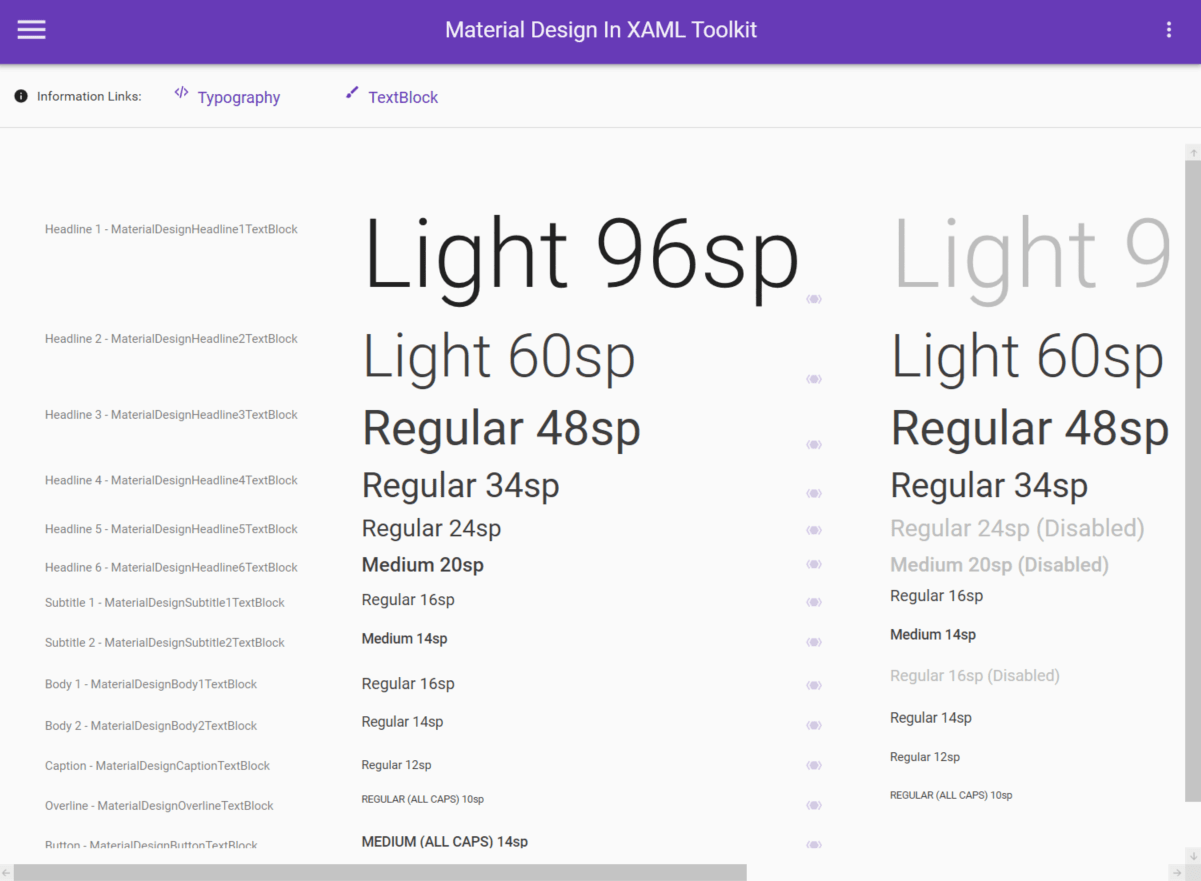 Material Design In XAML Toolkit
Information Links: Typography TextBlock
Headline 1 - MaterialDesignHeadline1TextBlock Light 96sp Light 9
Headline 2 - MaterialDesignHeadline2TextBlock Light 60sp Light 60sp
Headline 3 - MaterialDesignHeadline3TextBlock Regular 48sp Regular 48sp
Headline 4 - MaterialDesignHeadline4TextBlock Regular 34sp Regular 34sp
Headline 5 - MaterialDesignHeadline5TextBlock Regular 24sp Regular 24sp (Disabled)
Headline 6 - MaterialDesignHeadline6TextBlock Medium 20sp Medium 20sp (Disabled)
Subtitle 1 - MaterialDesignSubtitle1TextBlock Regular 16sp Regular 16sp
Subtitle 2 - MaterialDesignSubtitle2TextBlock Medium 14sp Medium 14sp
Body 1 - MaterialDesignBody1TextBlock Regular 16sp Regular 16sp (Disabled)
Body 2 - MaterialDesignBody2TextBlock Regular 14sp Regular 14sp
Caption - MaterialDesignCaptionTextBlock Regular 12sp Regular 12sp
Overline - MaterialDesignOverlineTextBlock REGULAR (ALL CAPS) 10sp REGULAR (ALL CAPS) 10sp
Button - MaterialDesignButtonTextBlock MEDIUM (ALL CAPS) 14sp